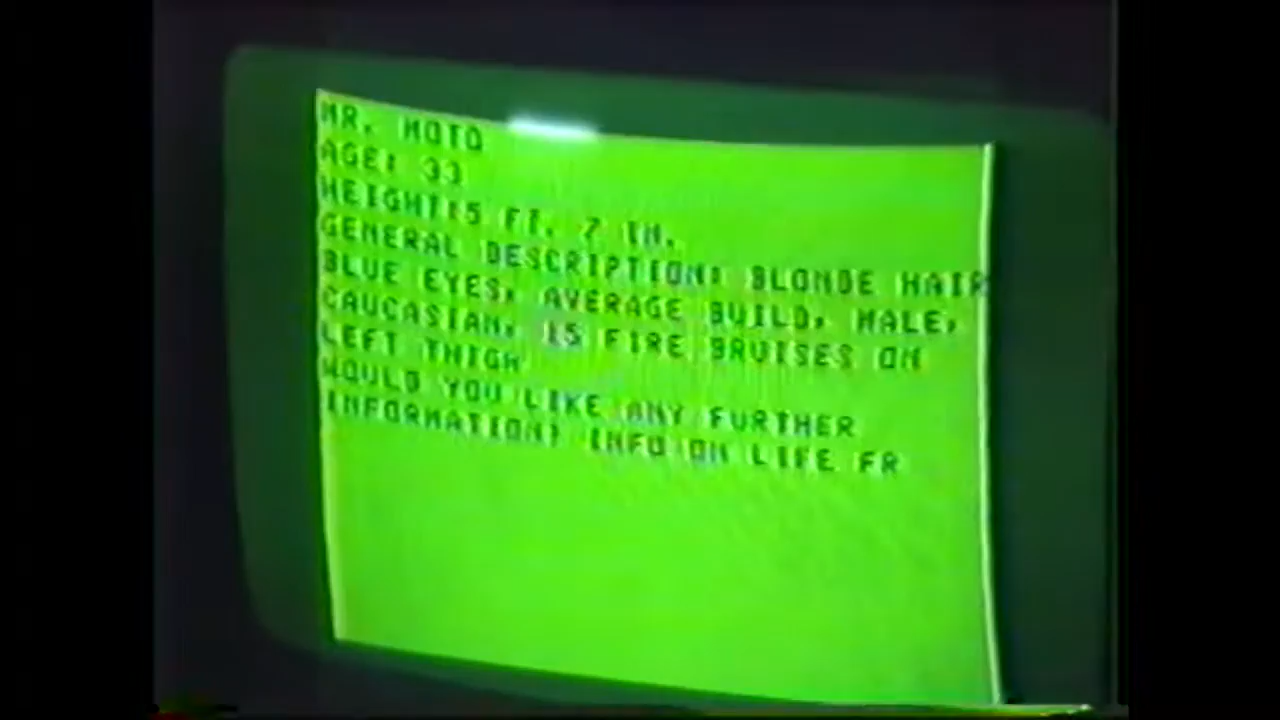 MR. MOTO
AGE: 33
HEIGHT:5 FT. 7 IN.
GENERAL DESCRIPTION: BLONDE HAIR
BLUE EYES, AVERAGE BUILD, MALE,
CAUCASIAN, 15 FIRE BRUISES ON
LEFT THIGH
WOULD YOU LIKE ANY FURTHER
INFORMATION? INFO ON LIFE FR